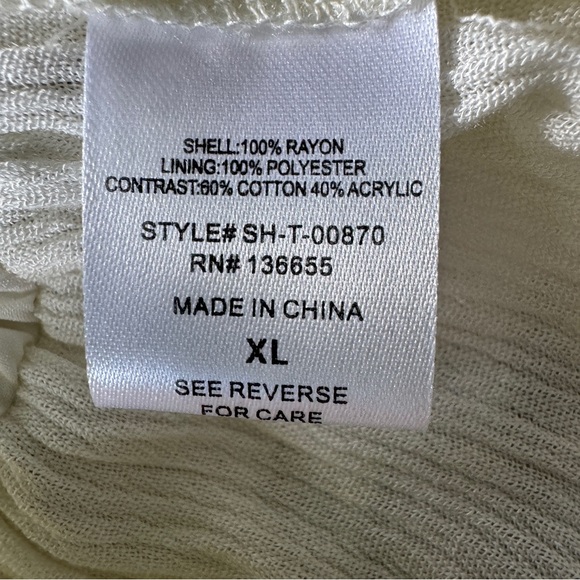 SHELL:100% RAYON
LINING:100% POLYESTER
CONTRAST:60% COTTON 40% ACRYLIC
STYLE# SH-T-00870
RN# 136655
MADE IN CHINA
XL
SEE REVERSE
FOR CARE